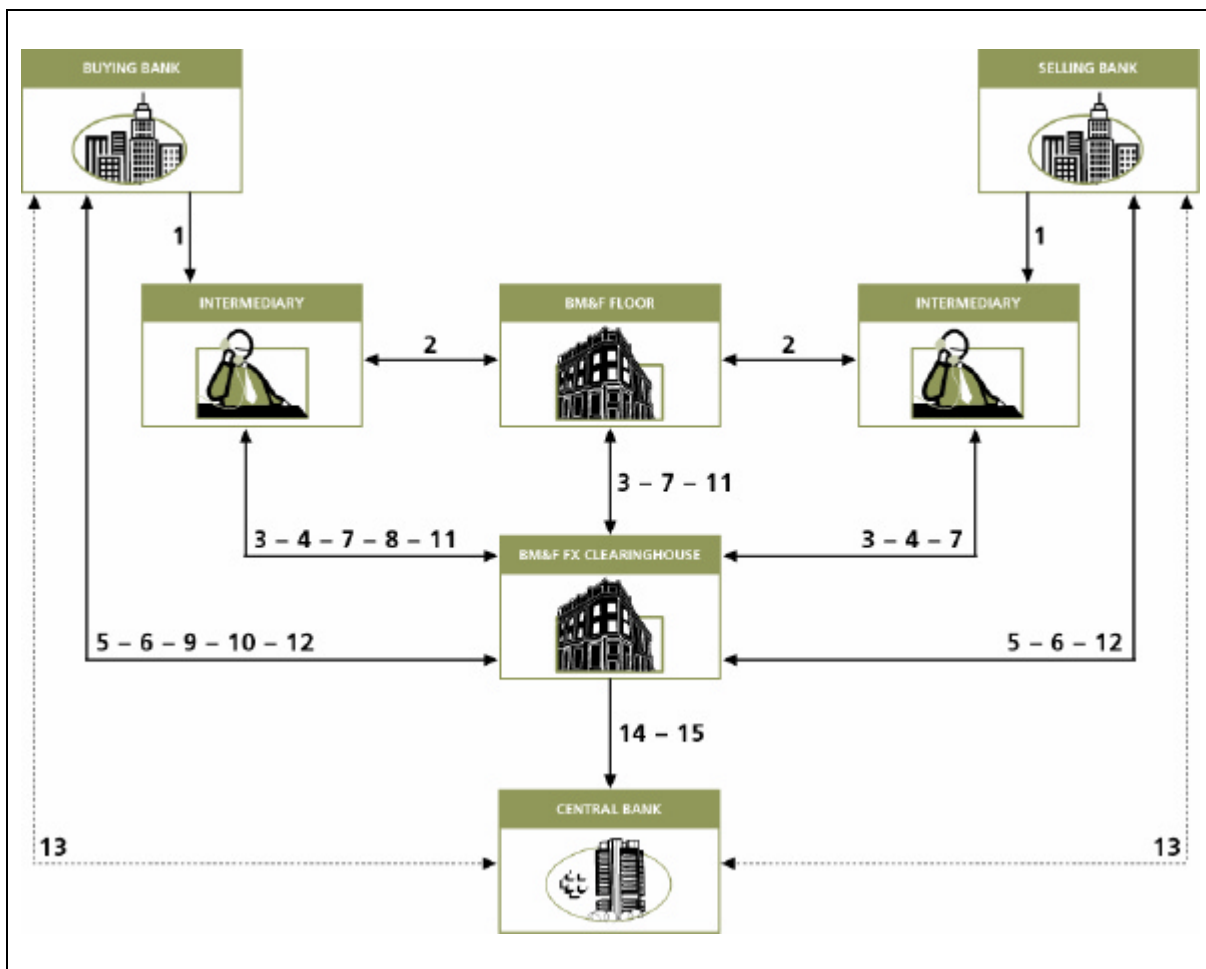 BUYING BANK
SELLING BANK
1
1
INTERMEDIARY
BM&F FLOOR
INTERMEDIARY
2
2
3 – 7 – 11
3 – 4 – 7 – 8 – 11
BM&F FX CLEARINGHOUSE
3 – 4 – 7
5 – 6 – 9 – 10 – 12
5 – 6 – 12
14 – 15
CENTRAL BANK
13
13